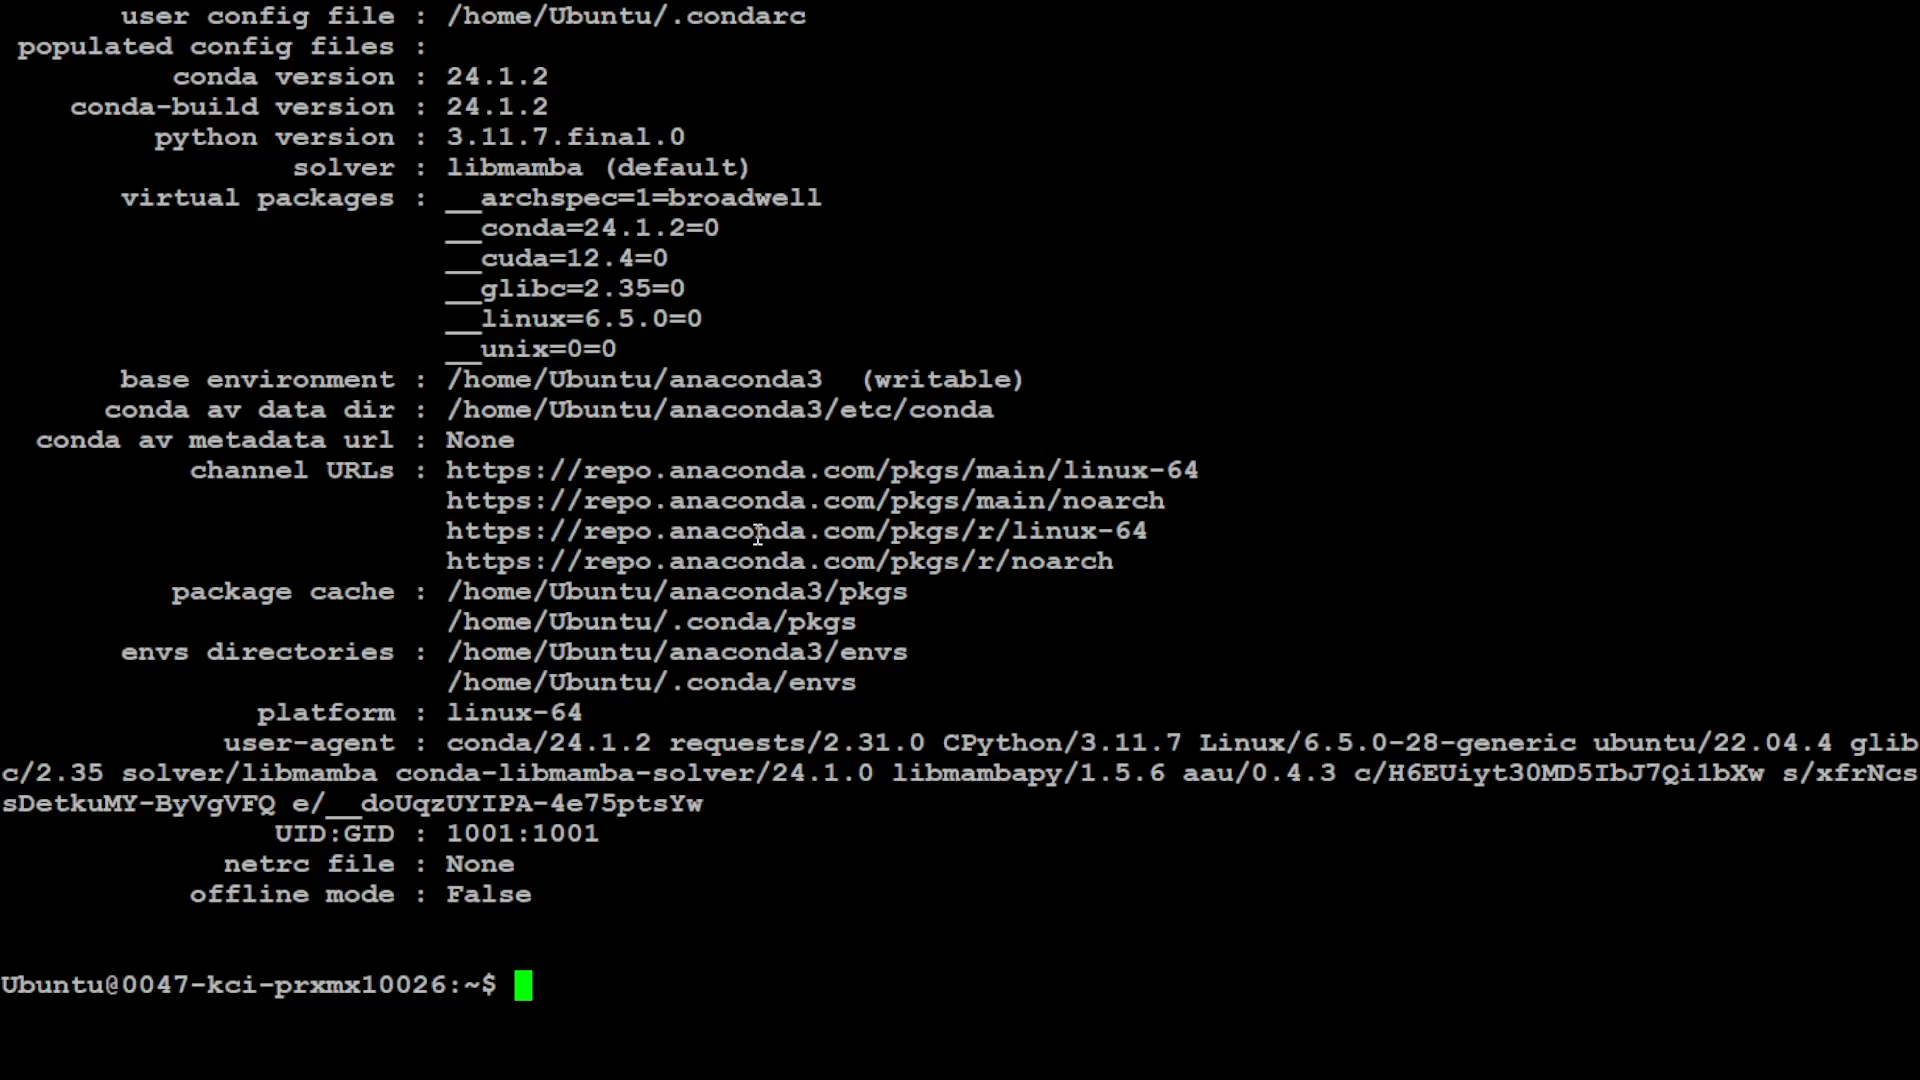 user config file : /home/Ubuntu/.condarc
populated config files :
conda version : 24.1.2
conda-build version : 24.1.2
python version : 3.11.7.final.0
solver : libmamba (default)
virtual packages : __archspec=1=broadwell
__conda=24.1.2=0
__cuda=12.4=0
__glibc=2.35=0
__linux=6.5.0=0
__unix=0=0
base environment : /home/Ubuntu/anaconda3  (writable)
conda av data dir : /home/Ubuntu/anaconda3/etc/conda
conda av metadata url : None
channel URLs : https://repo.anaconda.com/pkgs/main/linux-64
https://repo.anaconda.com/pkgs/main/noarch
https://repo.anaconda.com/pkgs/r/linux-64
https://repo.anaconda.com/pkgs/r/noarch
package cache : /home/Ubuntu/anaconda3/pkgs
/home/Ubuntu/.conda/pkgs
envs directories : /home/Ubuntu/anaconda3/envs
/home/Ubuntu/.conda/envs
platform : linux-64
user-agent : conda/24.1.2 requests/2.31.0 CPython/3.11.7 Linux/6.5.0-28-generic ubuntu/22.04.4 glib
c/2.35 solver/libmamba conda-libmamba-solver/24.1.0 libmambapy/1.5.6 aau/0.4.3 c/H6EUiyt30MD5IbJ7Qi1bXw s/xfrNcs
sDetkuMY-ByVgVFQ e/__doUqzUYIPA-4e75ptsYw
UID:GID : 1001:1001
netrc file : None
offline mode : False
Ubuntu@0047-kci-prxmx10026:~$